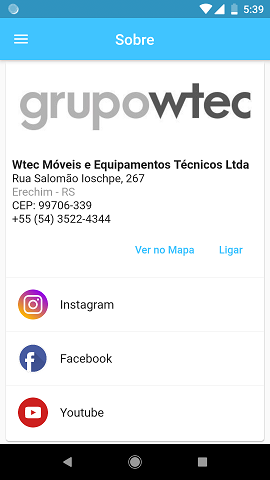 5:39
Sobre
grupowtec
Wtec Móveis e Equipamentos Técnicos Ltda
Rua Salomão Ioschpe, 267
Erechim - RS
CEP: 99706-339
+55 (54) 3522-4344
Ver no Mapa Ligar
Instagram
Facebook
Youtube